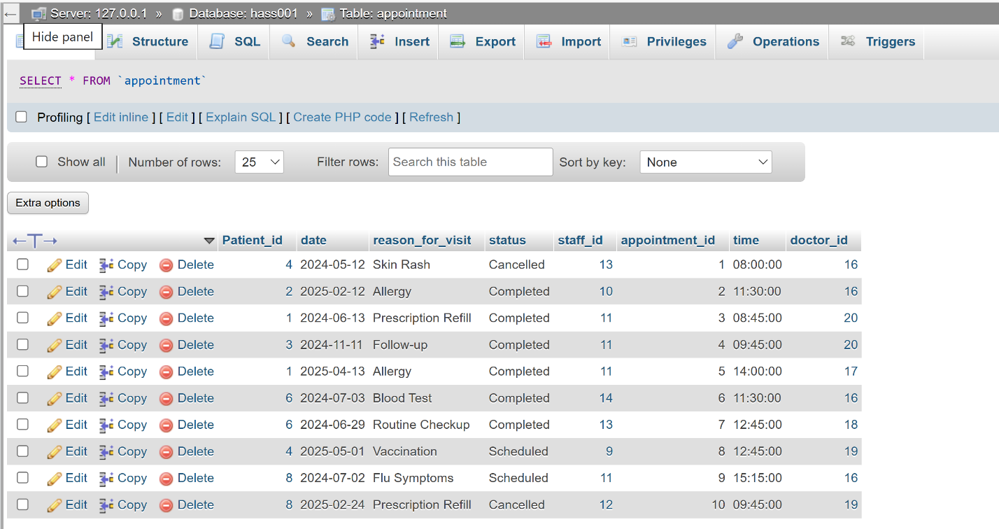 ← Server: 127.0.0.1 » Database: hass001 » Table: appointment
Hide panel Structure SQL Search Insert Export Import Privileges Operations Triggers
SELECT * FROM `appointment`
Profiling [ Edit inline ] [ Edit ] [ Explain SQL ] [ Create PHP code ] [ Refresh ]
Show all | Number of rows: 25 Filter rows: Search this table Sort by key: None
Extra options
←T→ Patient_id date reason_for_visit status staff_id appointment_id time doctor_id
Edit Copy Delete 4 2024-05-12 Skin Rash Cancelled 13 1 08:00:00 16
Edit Copy Delete 2 2025-02-12 Allergy Completed 10 2 11:30:00 16
Edit Copy Delete 1 2024-06-13 Prescription Refill Completed 11 3 08:45:00 20
Edit Copy Delete 3 2024-11-11 Follow-up Completed 11 4 09:45:00 20
Edit Copy Delete 1 2025-04-13 Allergy Completed 11 5 14:00:00 17
Edit Copy Delete 6 2024-07-03 Blood Test Completed 14 6 11:30:00 16
Edit Copy Delete 6 2024-06-29 Routine Checkup Completed 13 7 12:45:00 18
Edit Copy Delete 4 2025-05-01 Vaccination Scheduled 9 8 12:45:00 19
Edit Copy Delete 8 2024-07-02 Flu Symptoms Scheduled 11 9 15:15:00 16
Edit Copy Delete 8 2025-02-24 Prescription Refill Cancelled 12 10 09:45:00 19